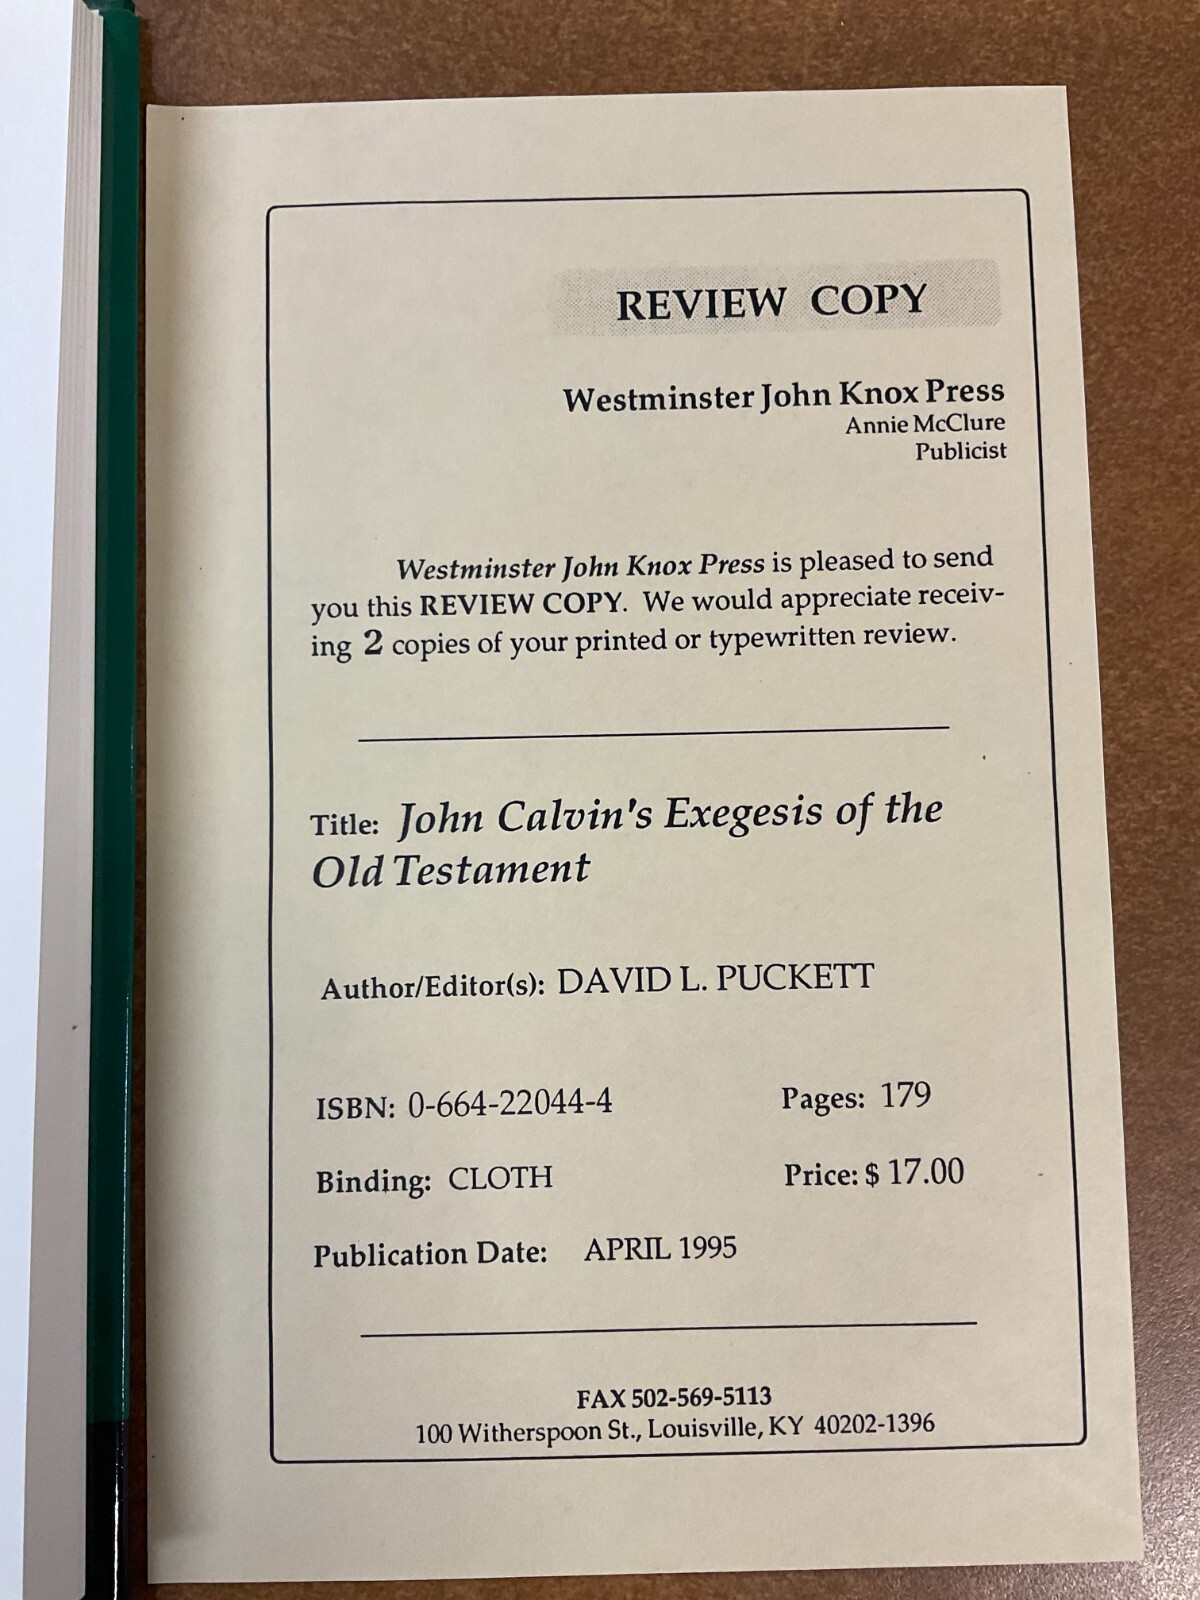 REVIEW COPY
Westminster John Knox Press
Annie McClure
Publicist
Westminster John Knox Press is pleased to send
you this REVIEW COPY. We would appreciate receiv-
ing 2 copies of your printed or typewritten review.
Title: John Calvin's Exegesis of the
Old Testament
Author/Editor(s): DAVID L. PUCKETT
ISBN: 0-664-22044-4 Pages: 179
Binding: CLOTH Price: $ 17.00
Publication Date: APRIL 1995
FAX 502-569-5113
100 Witherspoon St., Louisville, KY 40202-1396